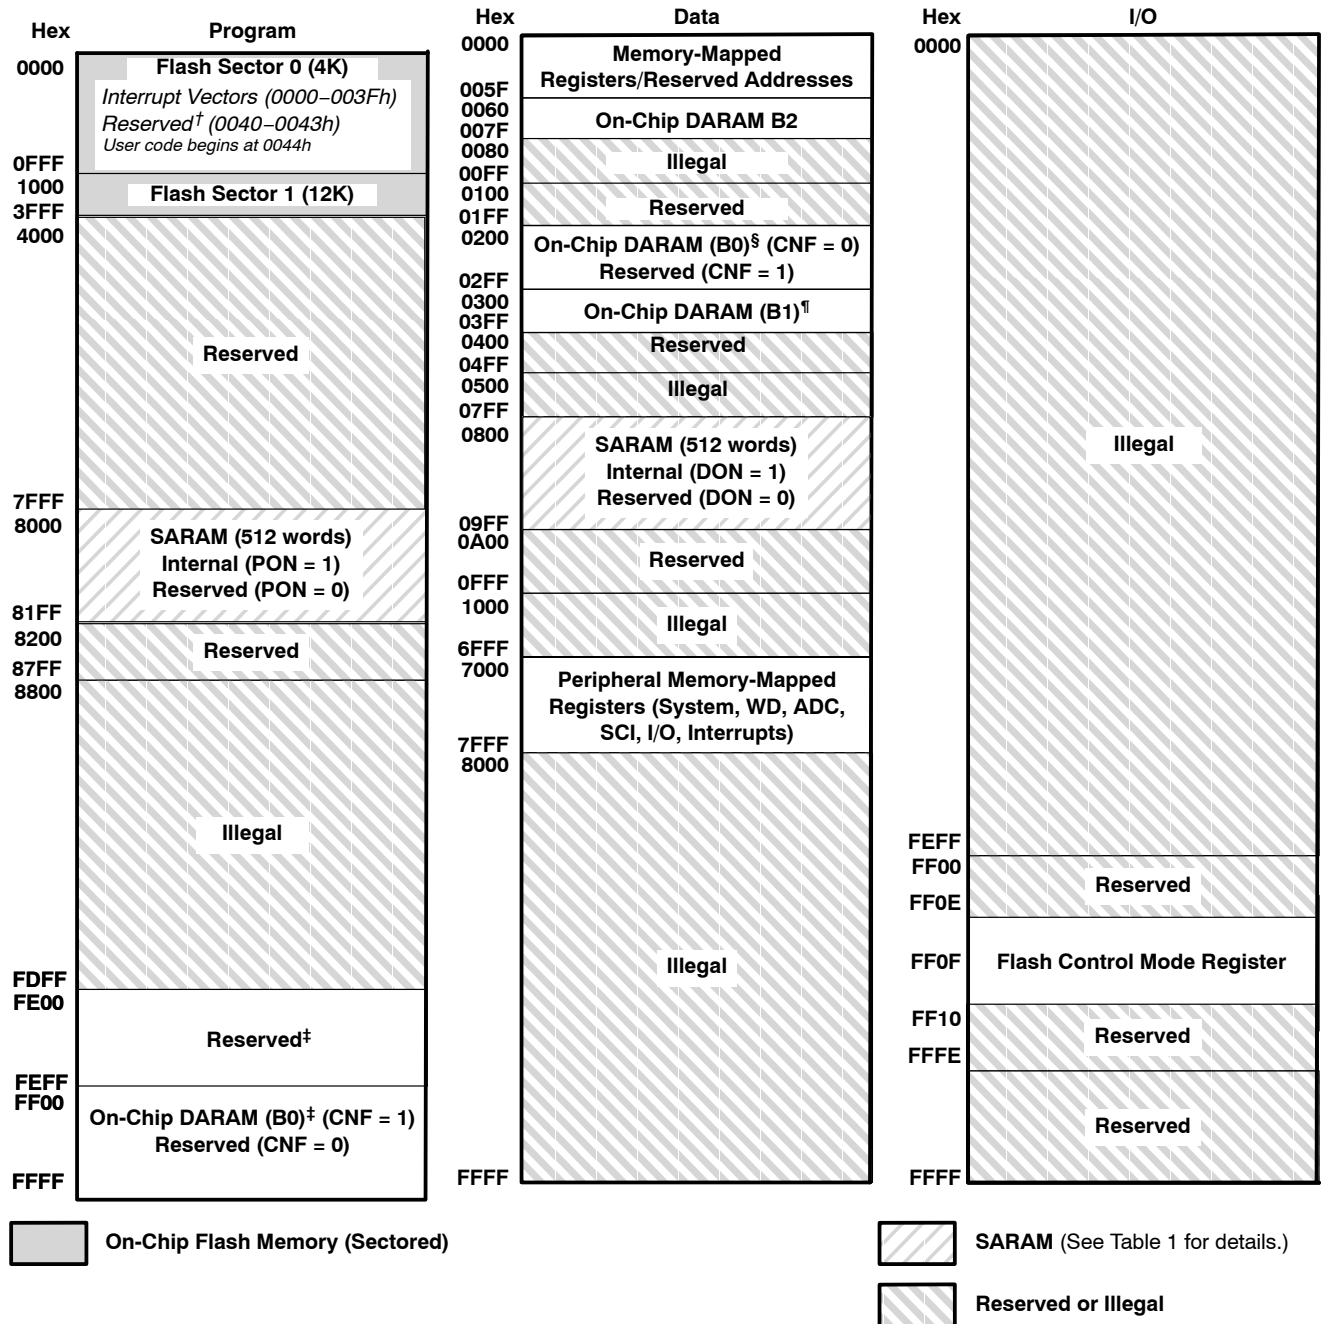 Hex Program
0000
Flash Sector 0 (4K)
Interrupt Vectors (0000–003Fh)
Reserved† (0040–0043h)
User code begins at 0044h
0FFF
1000
Flash Sector 1 (12K)
3FFF
4000
Reserved
7FFF
8000
SARAM (512 words)
Internal (PON = 1)
Reserved (PON = 0)
81FF
8200
Reserved
87FF
8800
Illegal
FDFF
FE00
Reserved‡
FEFF
FF00
On-Chip DARAM (B0)‡ (CNF = 1)
Reserved (CNF = 0)
FFFF
Hex Data
0000
Memory-Mapped
Registers/Reserved Addresses
005F
0060
On-Chip DARAM B2
007F
0080
Illegal
00FF
0100
Reserved
01FF
0200
On-Chip DARAM (B0)§ (CNF = 0)
Reserved (CNF = 1)
02FF
0300
On-Chip DARAM (B1)¶
03FF
0400
Reserved
04FF
0500
Illegal
07FF
0800
SARAM (512 words)
Internal (DON = 1)
Reserved (DON = 0)
09FF
0A00
Reserved
0FFF
1000
Illegal
6FFF
7000
Peripheral Memory-Mapped
Registers (System, WD, ADC,
SCI, I/O, Interrupts)
7FFF
8000
Illegal
FFFF
Hex I/O
0000
Illegal
FEFF
FF00
Reserved
FF0E
FF0F Flash Control Mode Register
FF10
Reserved
FFFE
Reserved
FFFF
On-Chip Flash Memory (Sectored)
SARAM (See Table 1 for details.)
Reserved or Illegal